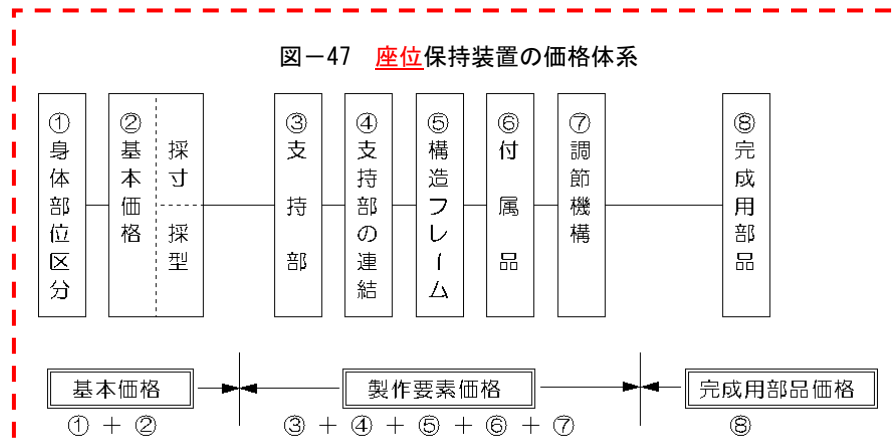 図－47　座位保持装置の価格体系
①身体部位区分
②基本価格
採寸
採型
③支持部
④支持部の連結
⑤構造フレーム
⑥付属品
⑦調節機構
⑧完成用部品
基本価格
製作要素価格
完成用部品価格
① + ②
③ + ④ + ⑤ + ⑥ + ⑦
⑧